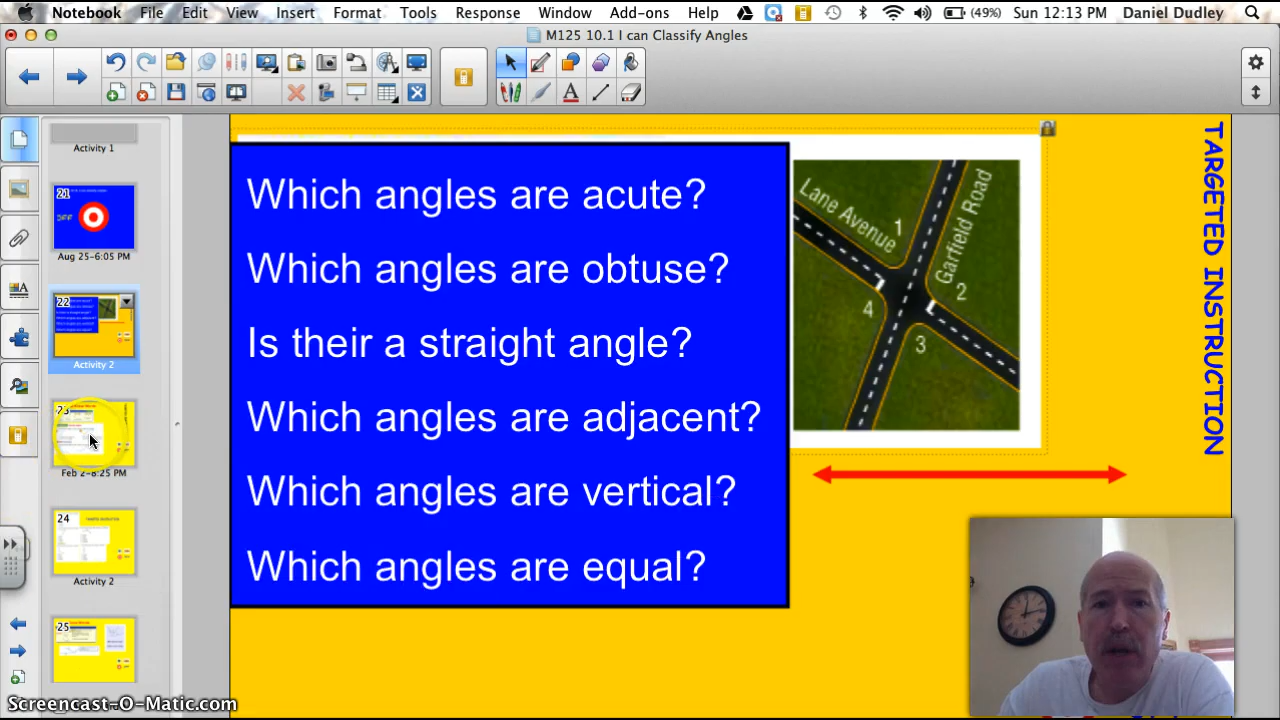 Notebook File Edit View Insert Format Tools Response Window Add-ons Help (49%) Sun 12:13 PM Daniel Dudley
M125 10.1 I can Classify Angles
Activity 1
21
Aug 25-6:05 PM
22
Activity 2
23
Feb 2-8:25 PM
24
Activity 2
25
Which angles are acute?
Which angles are obtuse?
Is their a straight angle?
Which angles are adjacent?
Which angles are vertical?
Which angles are equal?
Lane Avenue
1
Garfield Road
2
4
3
TARGETED INSTRUCTION
Screencast-O-Matic.com